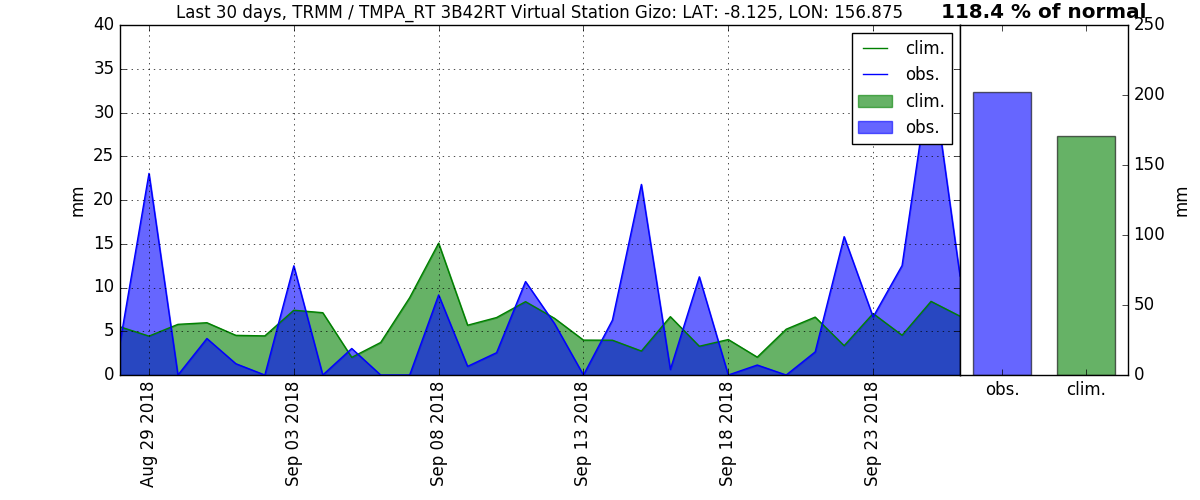 Last 30 days, TRMM / TMPA_RT 3B42RT Virtual Station Gizo: LAT: -8.125, LON: 156.875
118.4 % of normal
40
35
30
25
20
15
10
5
0
mm
clim.
obs.
clim.
obs.
Aug 29 2018
Sep 03 2018
Sep 08 2018
Sep 13 2018
Sep 18 2018
Sep 23 2018
250
200
150
100
50
0
mm
obs.
clim.